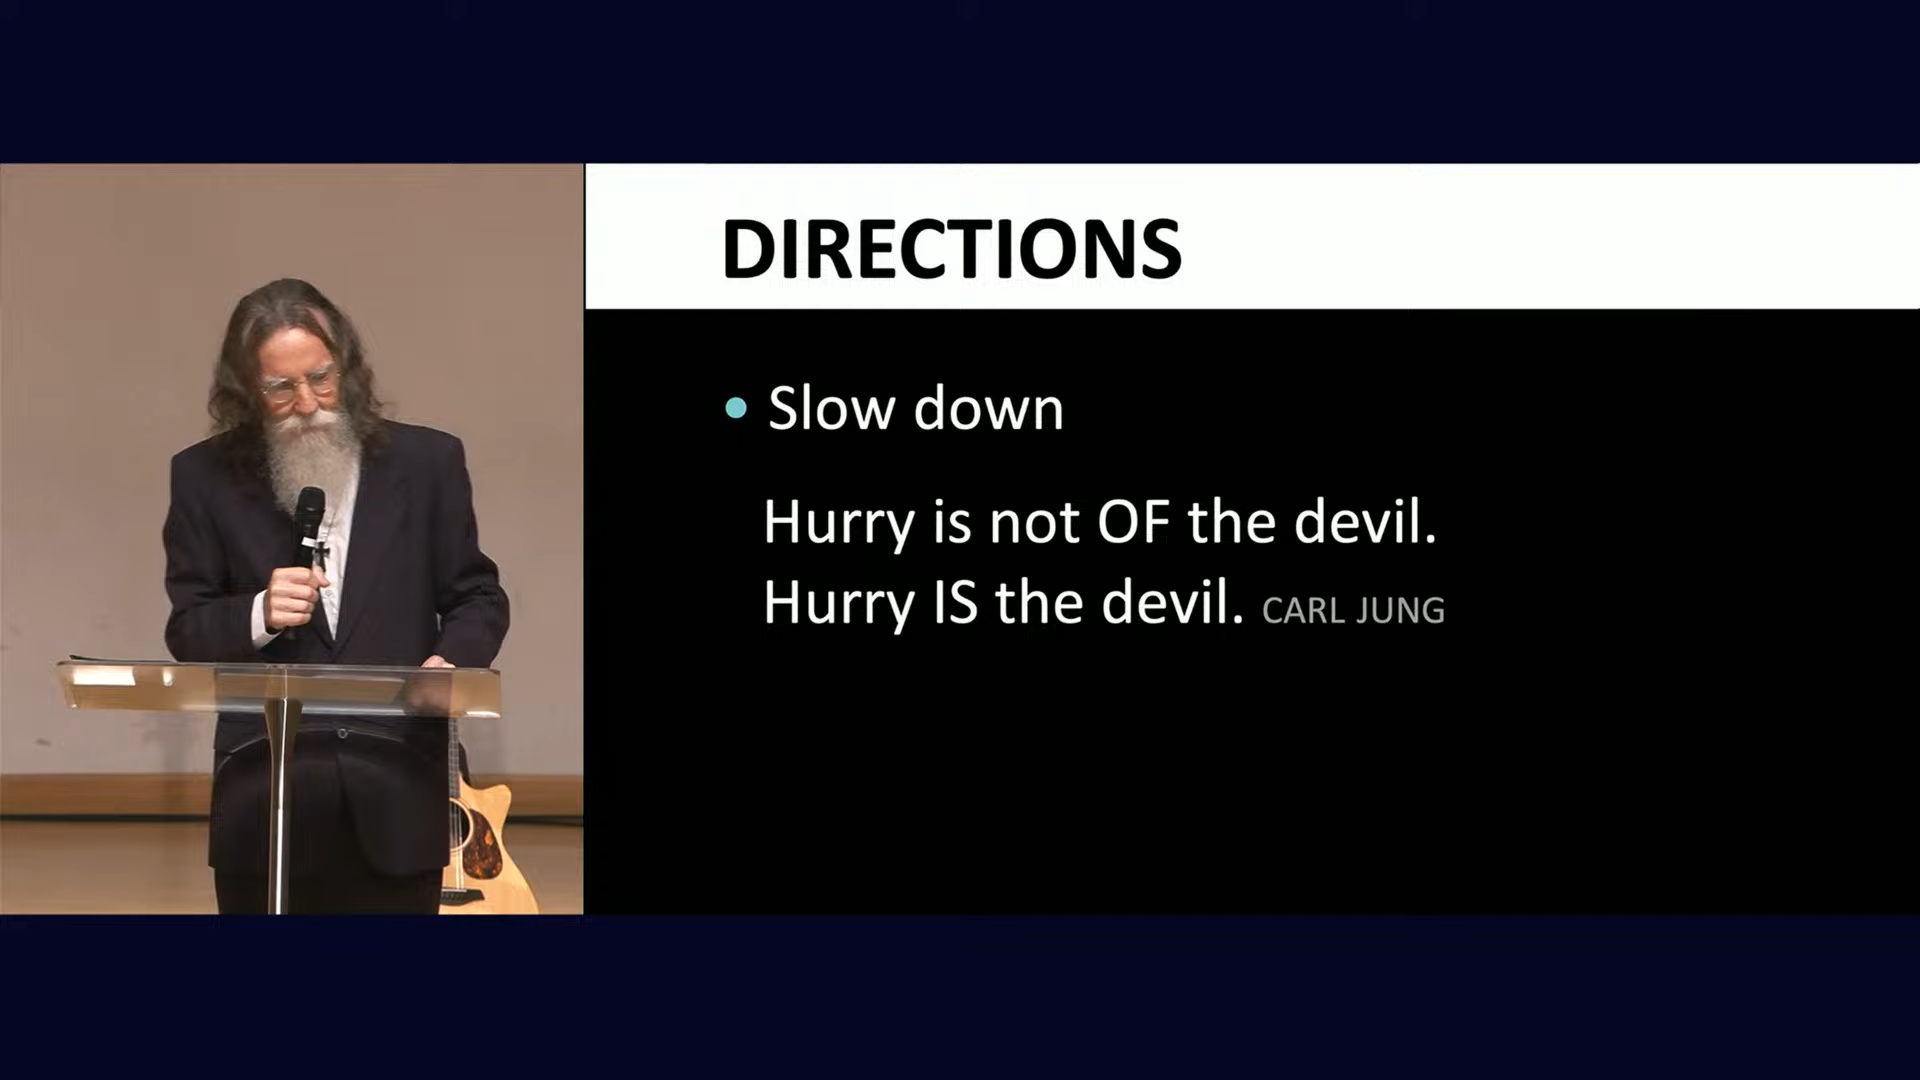 DIRECTIONS
• Slow down
Hurry is not OF the devil.
Hurry IS the devil. CARL JUNG